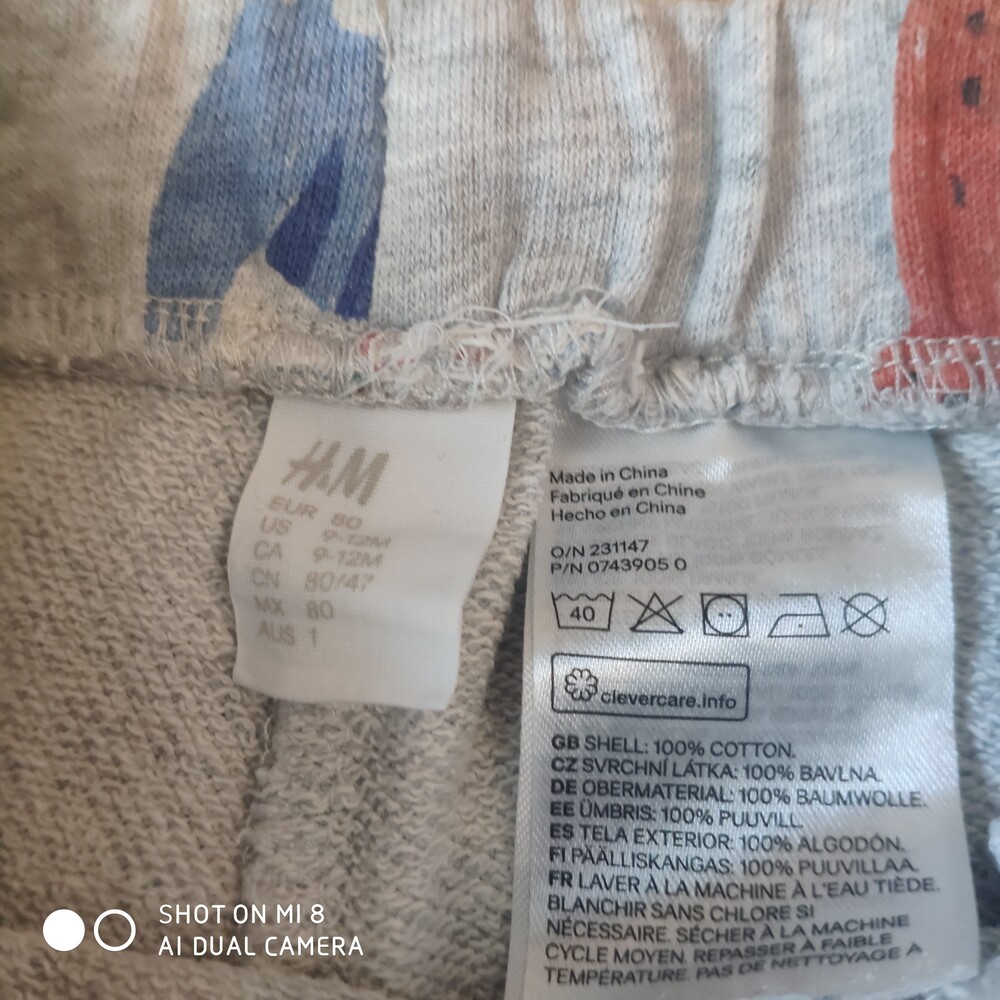 H&M
EUR 80
US 9-12M
CA 9-12M
CN 80/47
MX 80
AUS 1
Made in China
Fabriqué en Chine
Hecho en China
O/N 231147
P/N 0743905 0
40
clevercare.info
GB SHELL: 100% COTTON.
CZ SVRCHNÍ LÁTKA: 100% BAVLNA.
DE OBERMATERIAL: 100% BAUMWOLLE.
EE ÜMBRIS: 100% PUUVILL.
ES TELA EXTERIOR: 100% ALGODÓN.
FI PÄÄLLISKANGAS: 100% PUUVILLAA.
FR LAVER À LA MACHINE À L'EAU TIÈDE.
BLANCHIR SANS CHLORE SI
NÉCESSAIRE. SÉCHER À LA MACHINE
CYCLE MOYEN. REPASSER À FAIBLE
TEMPÉRATURE. PAS DE NETTOYAGE A
SHOT ON MI 8
AI DUAL CAMERA